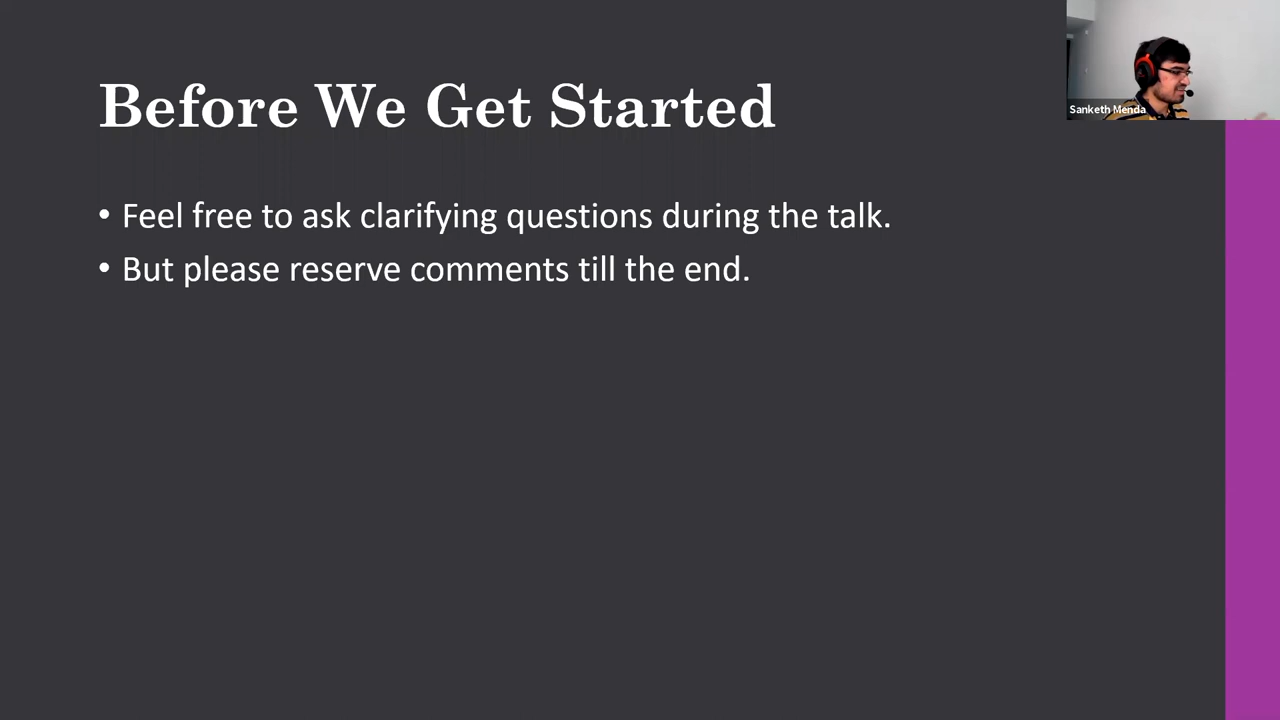 Before We Get Started
• Feel free to ask clarifying questions during the talk.
• But please reserve comments till the end.
Sanketh Menda